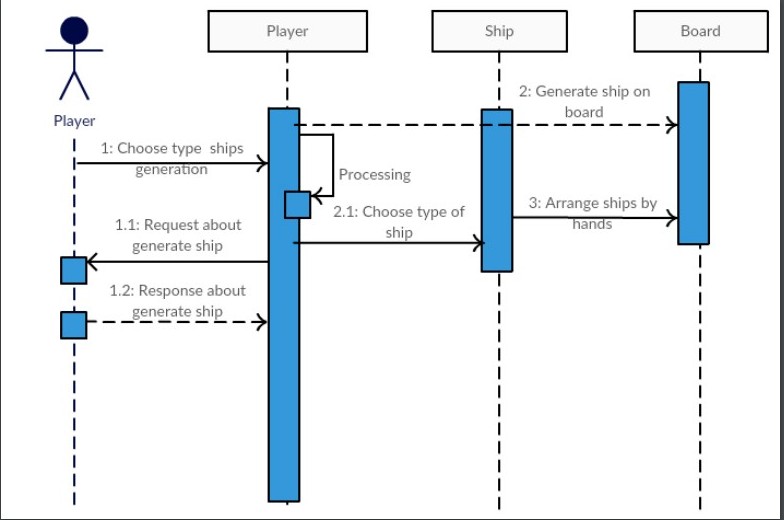 Player
Ship
Board
Player
2: Generate ship on
board
1: Choose type  ships
generation
Processing
2.1: Choose type of
ship
3: Arrange ships by
hands
1.1: Request about
generate ship
1.2: Response about
generate ship